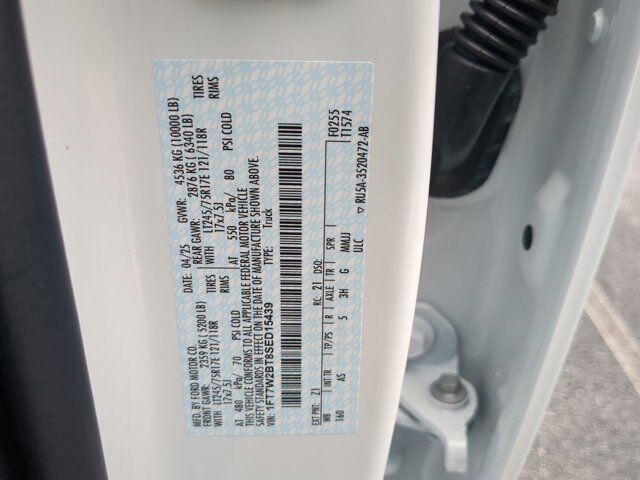 MFD. BY FORD MOTOR CO.
DATE: 04/25 GVWR: 4536 KG (10000 LB)
FRONT GAWR: 2359 KG (5200 LB) REAR GAWR: 2876 KG (6340 LB)
WITH LT245/75R17E 121/118R TIRES WITH LT245/75R17E 121/118R TIRES
17x7.5J RIMS 17x7.5J RIMS
AT 480 kPa/ 70 PSI COLD AT 550 kPa/ 80 PSI COLD
THIS VEHICLE CONFORMS TO ALL APPLICABLE FEDERAL MOTOR VEHICLE
SAFETY STANDARDS IN EFFECT ON THE DATE OF MANUFACTURE SHOWN ABOVE.
VIN: 1FT7W2BT8SED15439 TYPE: Truck
F0255
T1574
EXT PNT: Z1 RC: 21 DSO:
WB INT TR TP/PS R AXLE TR SPR
160 AS 5 3H G MMJJ
ULC
▽ RU5A-3520472-AB